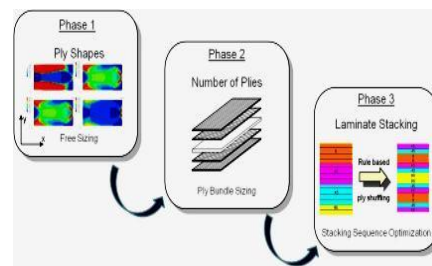 Phase 1
Ply Shapes
y
x
Free Sizing
Phase 2
Number of Plies
Ply Bundle Sizing
Phase 3
Laminate Stacking
Rule based
ply shuffling
Stacking Sequence Optimization